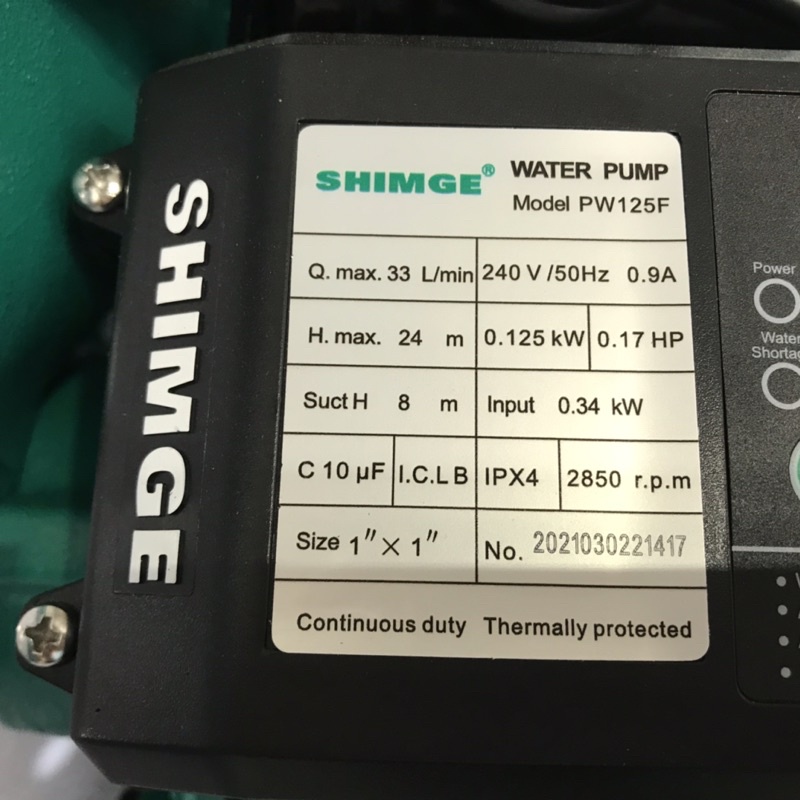 SHIMGE
SHIMGE® WATER PUMP
Model PW125F
Q. max. 33 L/min 240 V /50Hz 0.9A
H. max. 24 m 0.125 kW 0.17 HP
Suct H 8 m Input 0.34 kW
C 10 µF I.C.L B IPX4 2850 r.p.m
Size 1″ × 1″ No. 2021030221417
Continuous duty Thermally protected
Power
Water